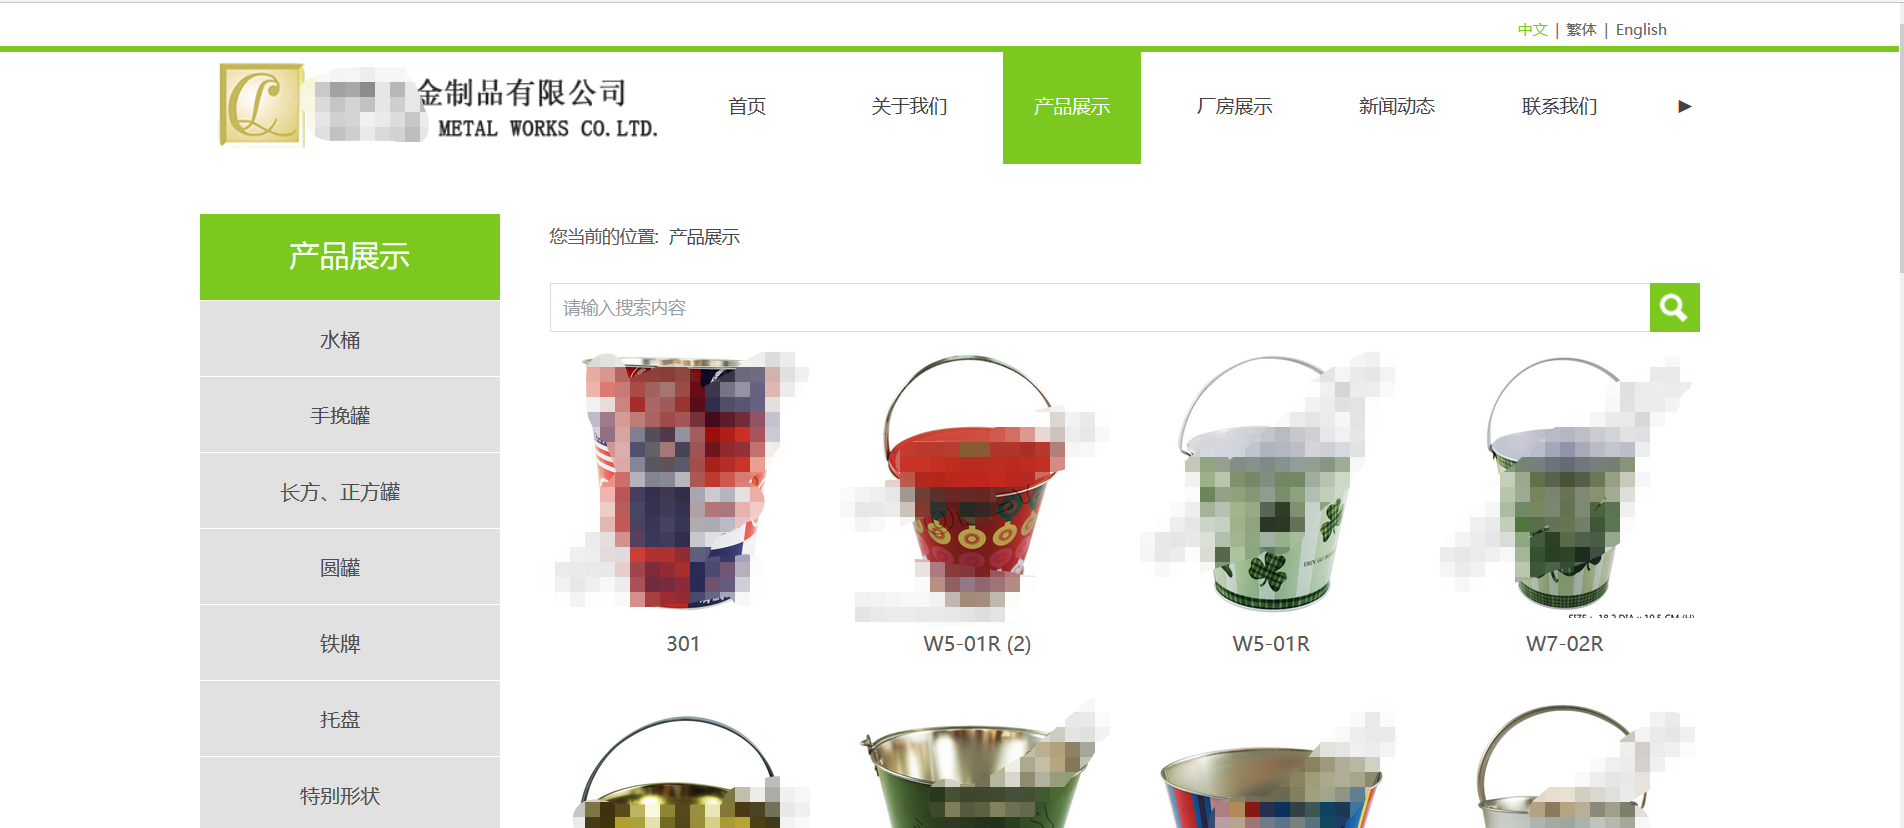 中文 | 繁体 | English
金制品有限公司
METAL WORKS CO.LTD.
首页
关于我们
产品展示
厂房展示
新闻动态
联系我们
产品展示
水桶
手挽罐
长方、正方罐
圆罐
铁牌
托盘
特别形状
您当前的位置: 产品展示
请输入搜索内容
301
W5-01R (2)
W5-01R
W7-02R